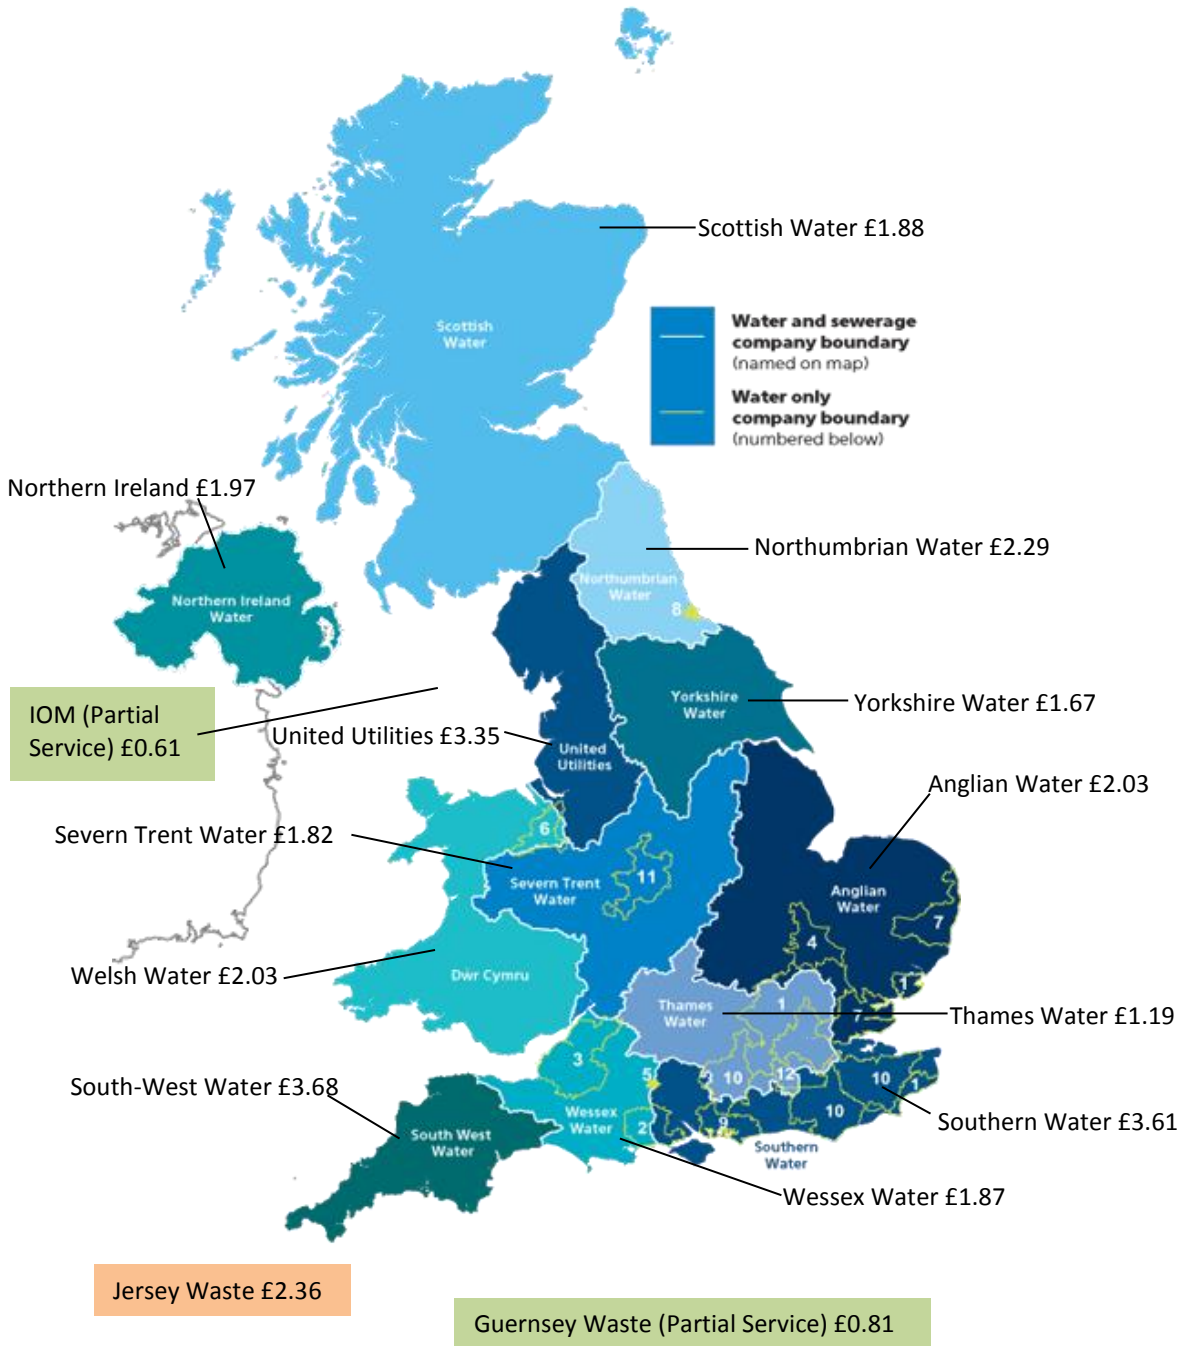 Scottish Water £1.88
Scottish
Water
Water and sewerage
company boundary
(named on map)
Water only
company boundary
(numbered below)
Northern Ireland £1.97
Northumbrian Water £2.29
Northumbrian
Water
8
Northern Ireland
Water
IOM (Partial
Service) £0.61
United Utilities £3.35
United
Utilities
Yorkshire
Water
Yorkshire Water £1.67
Anglian Water £2.03
Severn Trent Water £1.82
6
Severn Trent
Water
11
Anglian
Water
7
4
Welsh Water £2.03
Dwr Cymru
1
Thames
Water
1
7
Thames Water £1.19
3
5
10
12
10
1
South-West Water £3.68
Wessex
Water
2
9
10
Southern Water £3.61
South West
Water
Southern
Water
Wessex Water £1.87
Jersey Waste £2.36
Guernsey Waste (Partial Service) £0.81